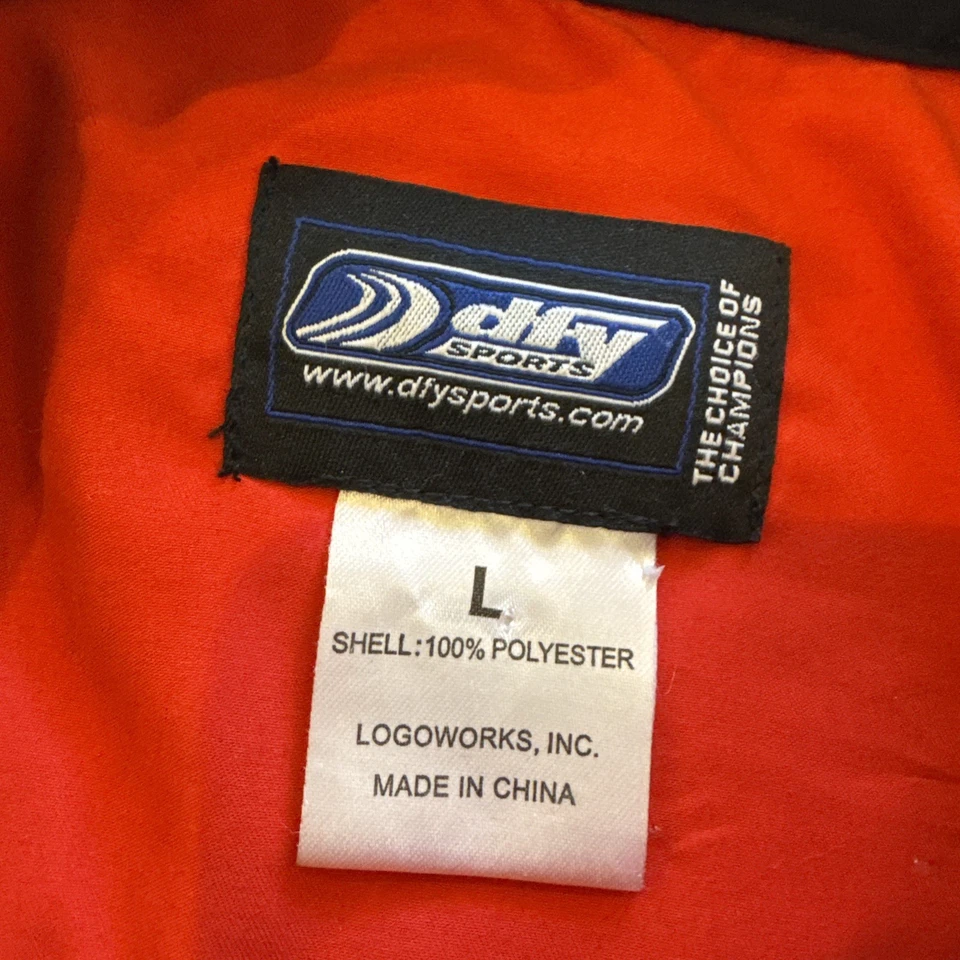 dfy
SPORTS
www.dfysports.com
THE CHOICE OF
CHAMPIONS
L
SHELL:100% POLYESTER
LOGOWORKS, INC.
MADE IN CHINA